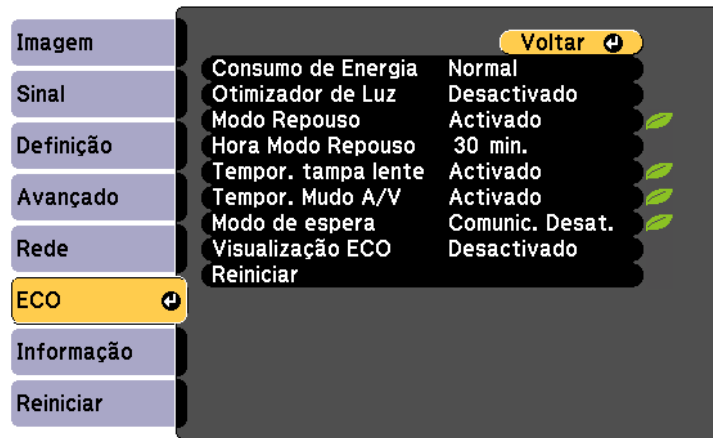 Imagem
Sinal
Definição
Avançado
Rede
ECO
Informação
Reiniciar
Voltar
Consumo de Energia Normal
Otimizador de Luz Desactivado
Modo Repouso Activado
Hora Modo Repouso 30 min.
Tempor. tampa lente Activado
Tempor. Mudo A/V Activado
Modo de espera Comunic. Desat.
Visualização ECO Desactivado
Reiniciar